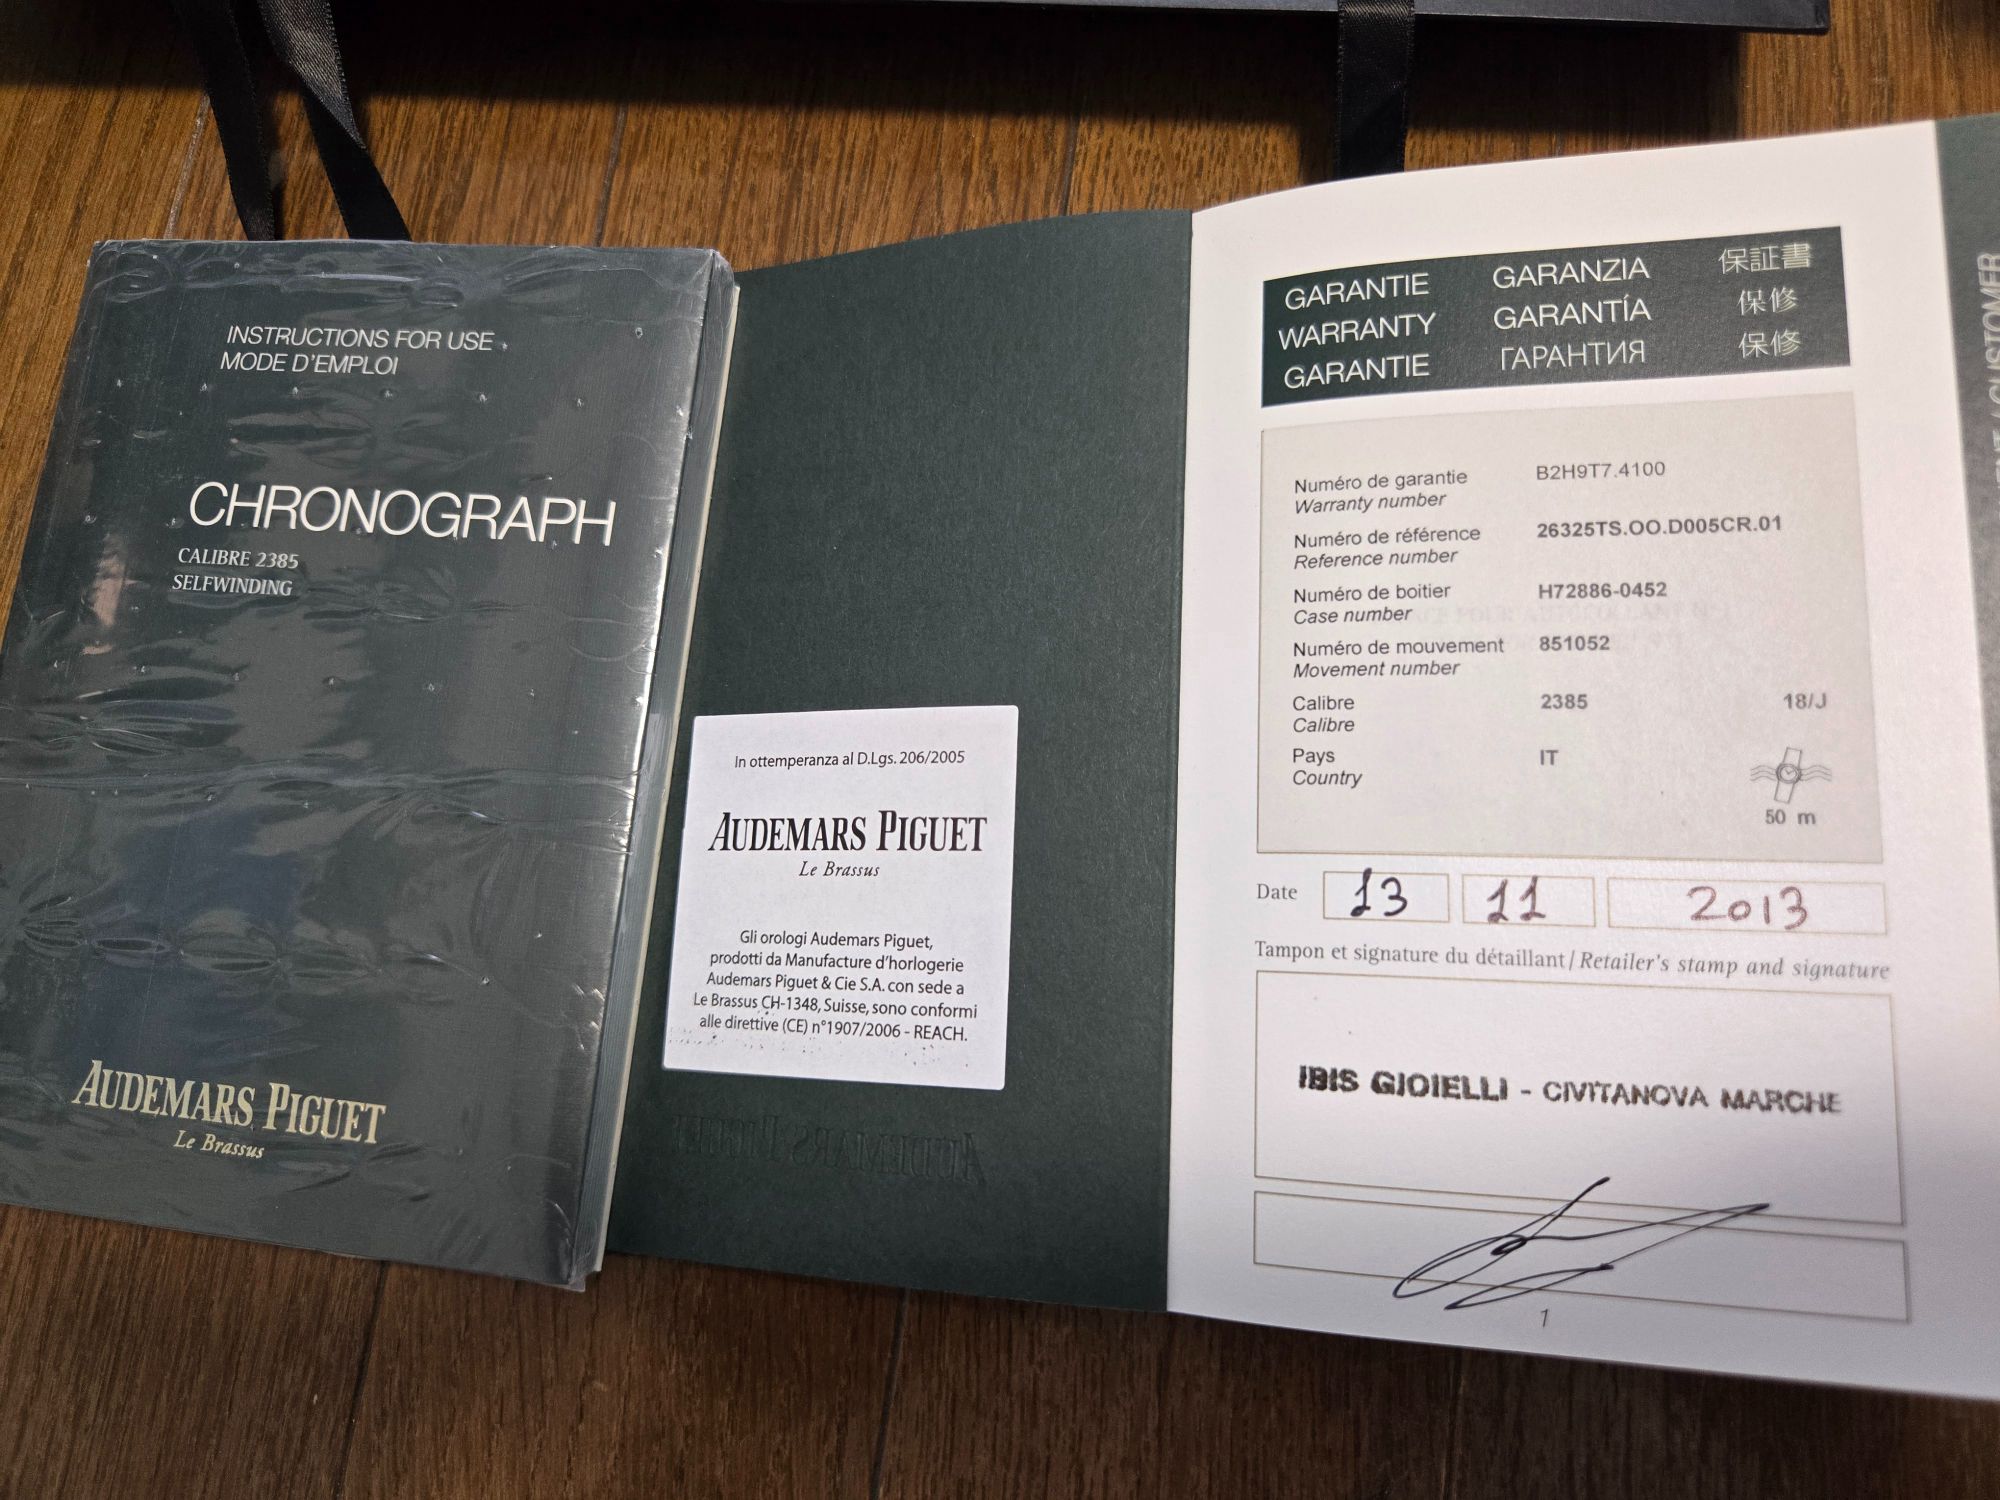 INSTRUCTIONS FOR USE
MODE D'EMPLOI
CHRONOGRAPH
CALIBRE 2385
SELFWINDING
AUDEMARS PIGUET
Le Brassus
In ottemperanza al D.Lgs. 206/2005
AUDEMARS PIGUET
Le Brassus
Gli orologi Audemars Piguet,
prodotti da Manufacture d'horlogerie
Audemars Piguet & Cie S.A. con sede a
Le Brassus CH-1348, Suisse, sono conformi
alle direttive (CE) n°1907/2006 - REACH.
AUDEMARS PIGUET
GARANTIE GARANZIA 保証書
WARRANTY GARANTÍA 保修
GARANTIE ГАРАНТИЯ 保修
Numéro de garantie B2H9T7.4100
Warranty number
Numéro de référence 26325TS.OO.D005CR.01
Reference number
Numéro de boitier H72886-0452
Case number
Numéro de mouvement 851052
Movement number
Calibre 2385 18/J
Calibre
Pays IT
Country
50 m
Date 13 11 2013
Tampon et signature du détaillant / Retailer's stamp and signature
IBIS GIOIELLI - CIVITANOVA MARCHE
1
/ CUSTOMER